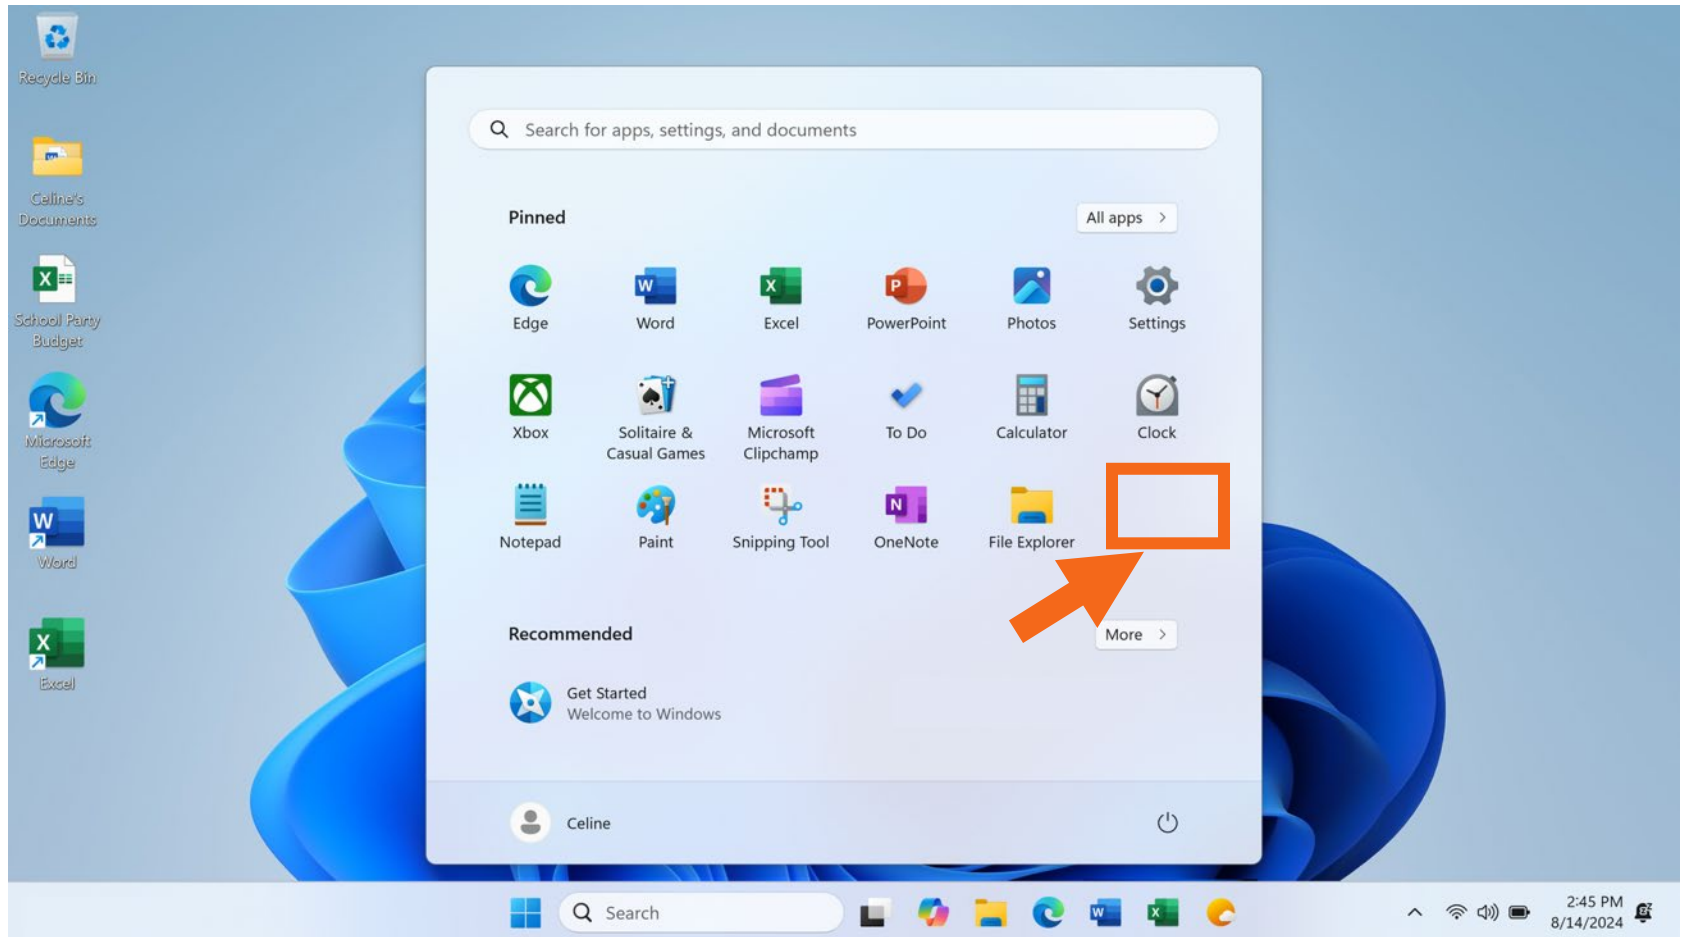 Recycle Bin
Celine's
Documents
School Party
Budget
Microsoft
Edge
Word
Excel
Search for apps, settings, and documents
Pinned
All apps
Edge
Word
Excel
PowerPoint
Photos
Settings
Xbox
Solitaire &
Casual Games
Microsoft
Clipchamp
To Do
Calculator
Clock
Notepad
Paint
Snipping Tool
OneNote
File Explorer
Recommended
More
Get Started
Welcome to Windows
Celine
Search
2:45 PM
8/14/2024